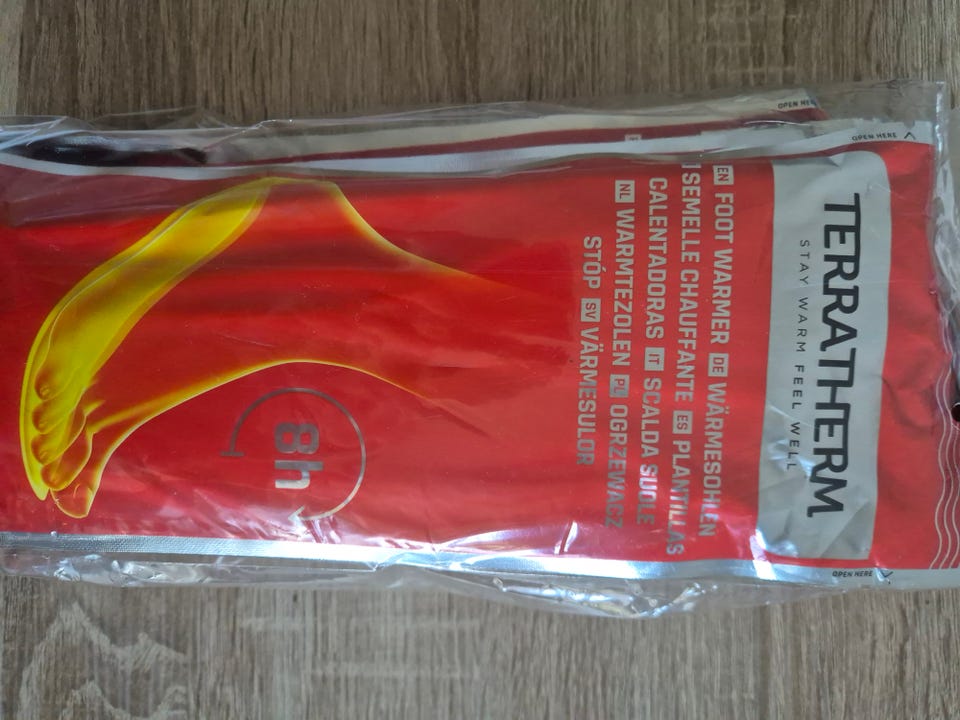 OPEN HERE
OPEN HERE
TERRATHERM
STAY WARM FEEL WELL
EN FOOT WARMER DE WÄRMESOHLEN
SEMELLE CHAUFFANTE ES PLANTILLAS
CALENTADORAS IT SCALDA SUOLE
NL WARMTEZOLEN PL OGRZEWACZ
STÓP SV VÄRMESULOR
8h
OPEN HERE